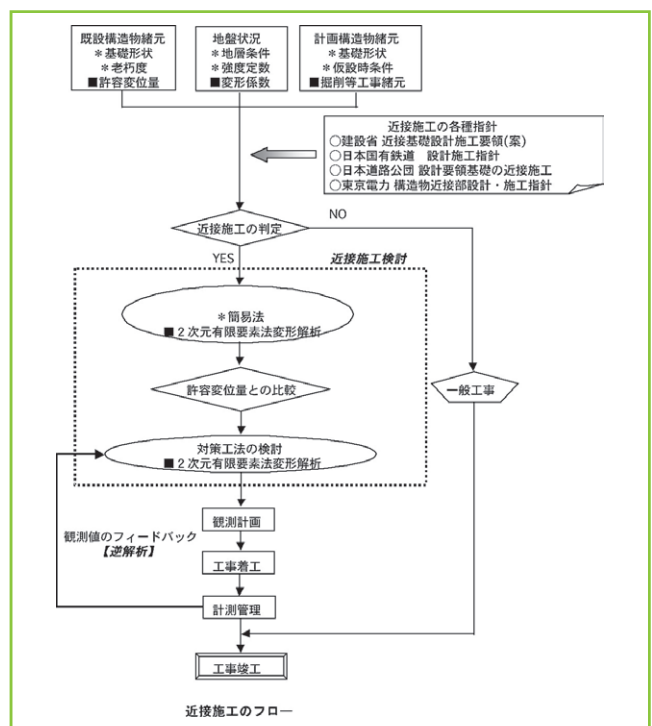 既設構造物緒元
＊基礎形状
＊老朽度
■許容変位量
地盤状況
＊地層条件
＊強度定数
■変形係数
計画構造物緒元
＊基礎形状
＊仮設時条件
■掘削等工事緒元
近接施工の各種指針
○建設省 近接基礎設計施工要領(案)
○日本国有鉄道　設計施工指針
○日本道路公団 設計要領基礎の近接施工
○東京電力 構造物近接部設計・施工指針
近接施工の判定
NO
YES
近接施工検討
＊簡易法
■２次元有限要素法変形解析
許容変位量との比較
一般工事
対策工法の検討
■２次元有限要素法変形解析
観測計画
観測値のフィードバック
【逆解析】
工事着工
計測管理
工事竣工
近接施工のフロー